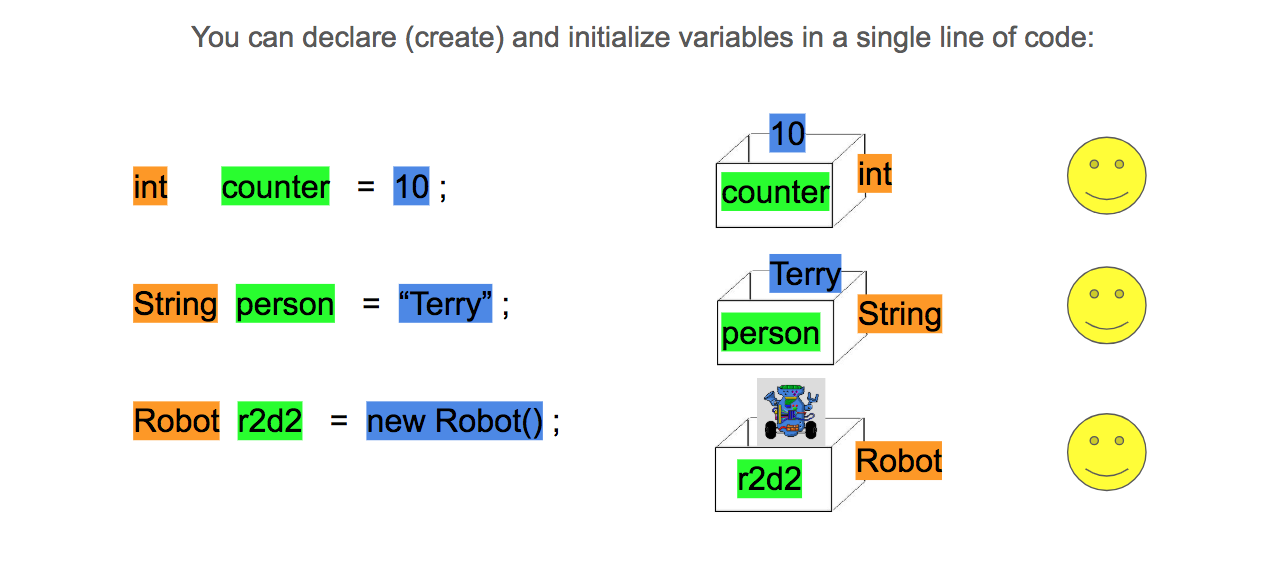 You can declare (create) and initialize variables in a single line of code:
int counter = 10 ;
10
counter
int
String person = “Terry” ;
Terry
person
String
Robot r2d2 = new Robot() ;
r2d2
Robot